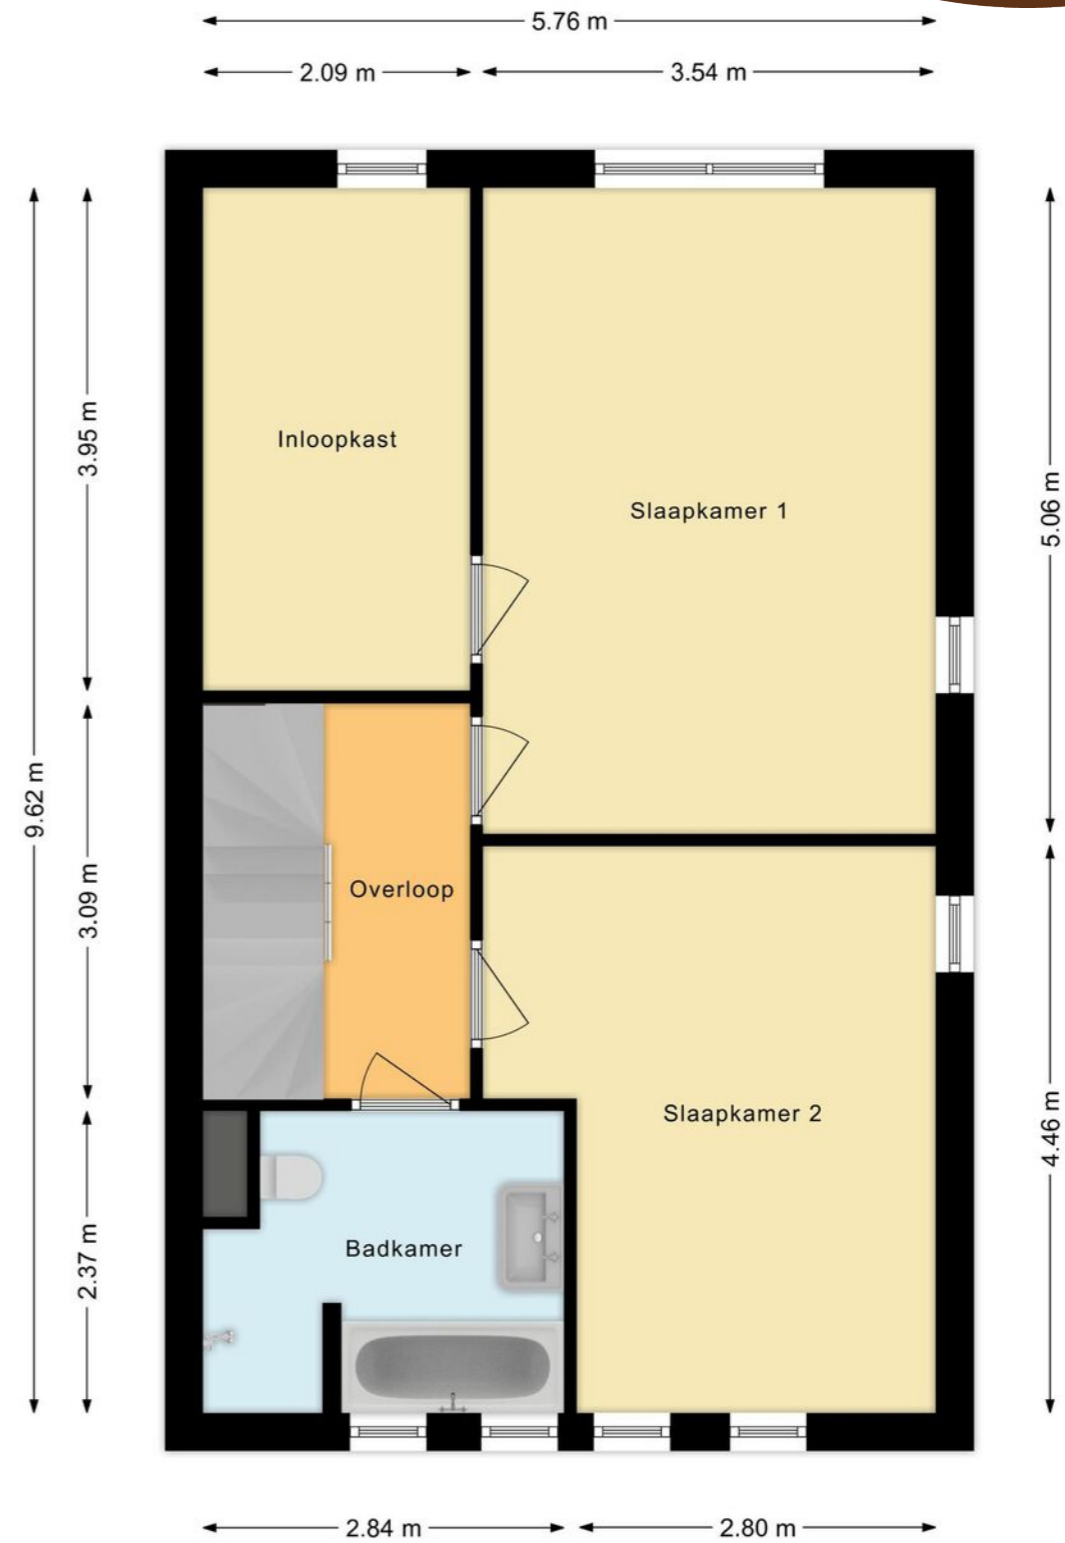 5.76 m
2.09 m
3.54 m
3.95 m
Inloopkast
Slaapkamer 1
5.06 m
9.62 m
3.09 m
Overloop
Slaapkamer 2
4.46 m
Badkamer
2.37 m
2.84 m
2.80 m